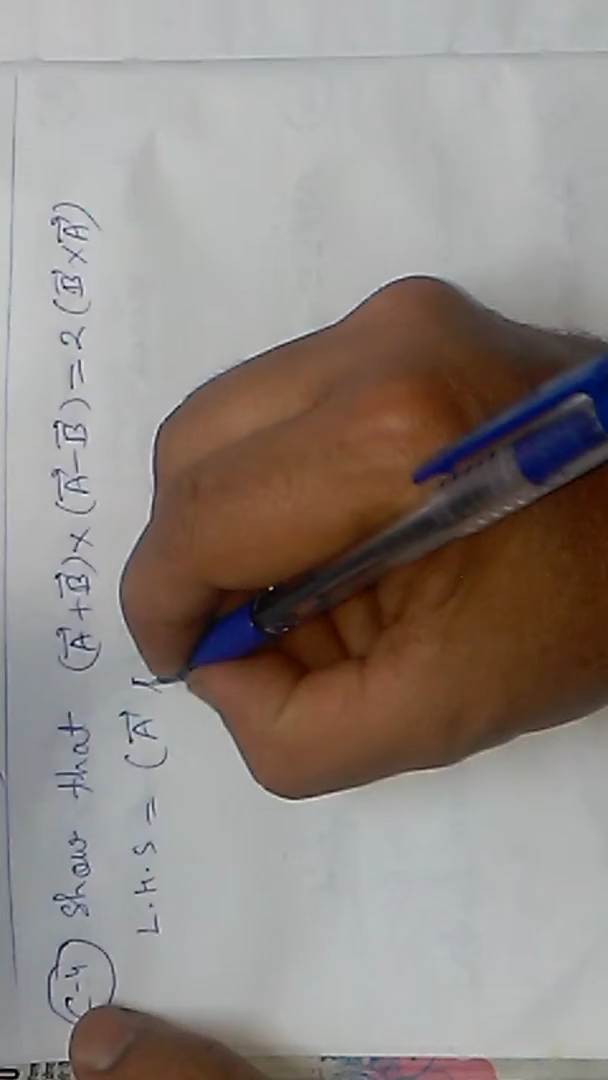 C-4 Show that (A⃗+B⃗)×(A⃗-B⃗)=2(B⃗×A⃗)
L.H.S = (A⃗